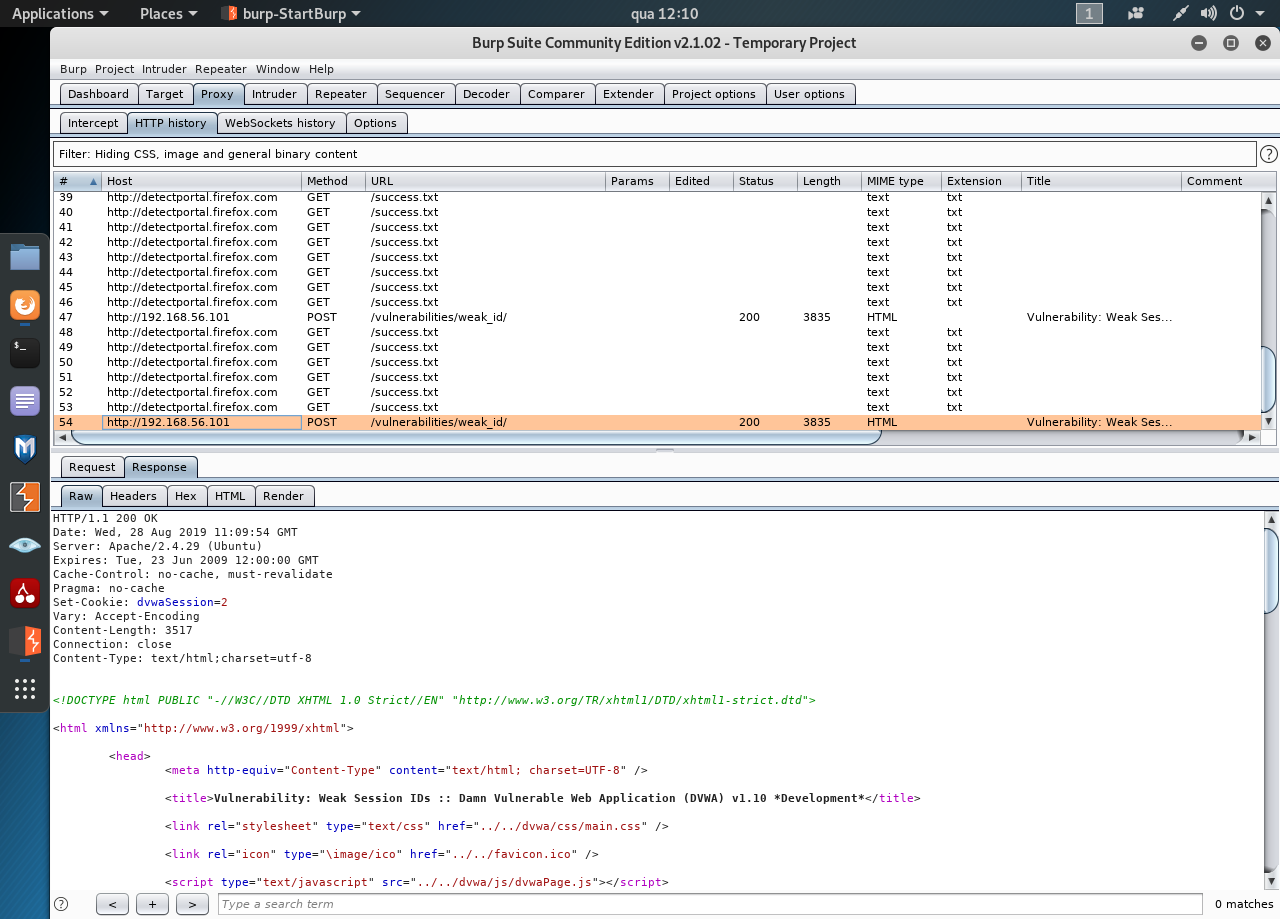 Applications Places burp-StartBurp qua 12:10 1
Burp Suite Community Edition v2.1.02 - Temporary Project
Burp Project Intruder Repeater Window Help
Dashboard Target Proxy Intruder Repeater Sequencer Decoder Comparer Extender Project options User options
Intercept HTTP history WebSockets history Options
Filter: Hiding CSS, image and general binary content ?
# Host Method URL Params Edited Status Length MIME type Extension Title Comment
39 http://detectportal.firefox.com GET /success.txt text txt
40 http://detectportal.firefox.com GET /success.txt text txt
41 http://detectportal.firefox.com GET /success.txt text txt
42 http://detectportal.firefox.com GET /success.txt text txt
43 http://detectportal.firefox.com GET /success.txt text txt
44 http://detectportal.firefox.com GET /success.txt text txt
45 http://detectportal.firefox.com GET /success.txt text txt
46 http://detectportal.firefox.com GET /success.txt text txt
47 http://192.168.56.101 POST /vulnerabilities/weak_id/ 200 3835 HTML Vulnerability: Weak Ses...
48 http://detectportal.firefox.com GET /success.txt text txt
49 http://detectportal.firefox.com GET /success.txt text txt
50 http://detectportal.firefox.com GET /success.txt text txt
51 http://detectportal.firefox.com GET /success.txt text txt
52 http://detectportal.firefox.com GET /success.txt text txt
53 http://detectportal.firefox.com GET /success.txt text txt
54 http://192.168.56.101 POST /vulnerabilities/weak_id/ 200 3835 HTML Vulnerability: Weak Ses...
Request Response
Raw Headers Hex HTML Render
HTTP/1.1 200 OK
Date: Wed, 28 Aug 2019 11:09:54 GMT
Server: Apache/2.4.29 (Ubuntu)
Expires: Tue, 23 Jun 2009 12:00:00 GMT
Cache-Control: no-cache, must-revalidate
Pragma: no-cache
Set-Cookie: dvwaSession=2
Vary: Accept-Encoding
Content-Length: 3517
Connection: close
Content-Type: text/html;charset=utf-8
<!DOCTYPE html PUBLIC "-//W3C//DTD XHTML 1.0 Strict//EN" "http://www.w3.org/TR/xhtml1/DTD/xhtml1-strict.dtd">
<html xmlns="http://www.w3.org/1999/xhtml">
<head>
<meta http-equiv="Content-Type" content="text/html; charset=UTF-8" />
<title>Vulnerability: Weak Session IDs :: Damn Vulnerable Web Application (DVWA) v1.10 *Development*</title>
<link rel="stylesheet" type="text/css" href="../../dvwa/css/main.css" />
<link rel="icon" type="\image/ico" href="../../favicon.ico" />
<script type="text/javascript" src="../../dvwa/js/dvwaPage.js"></script>
? < + > Type a search term 0 matches